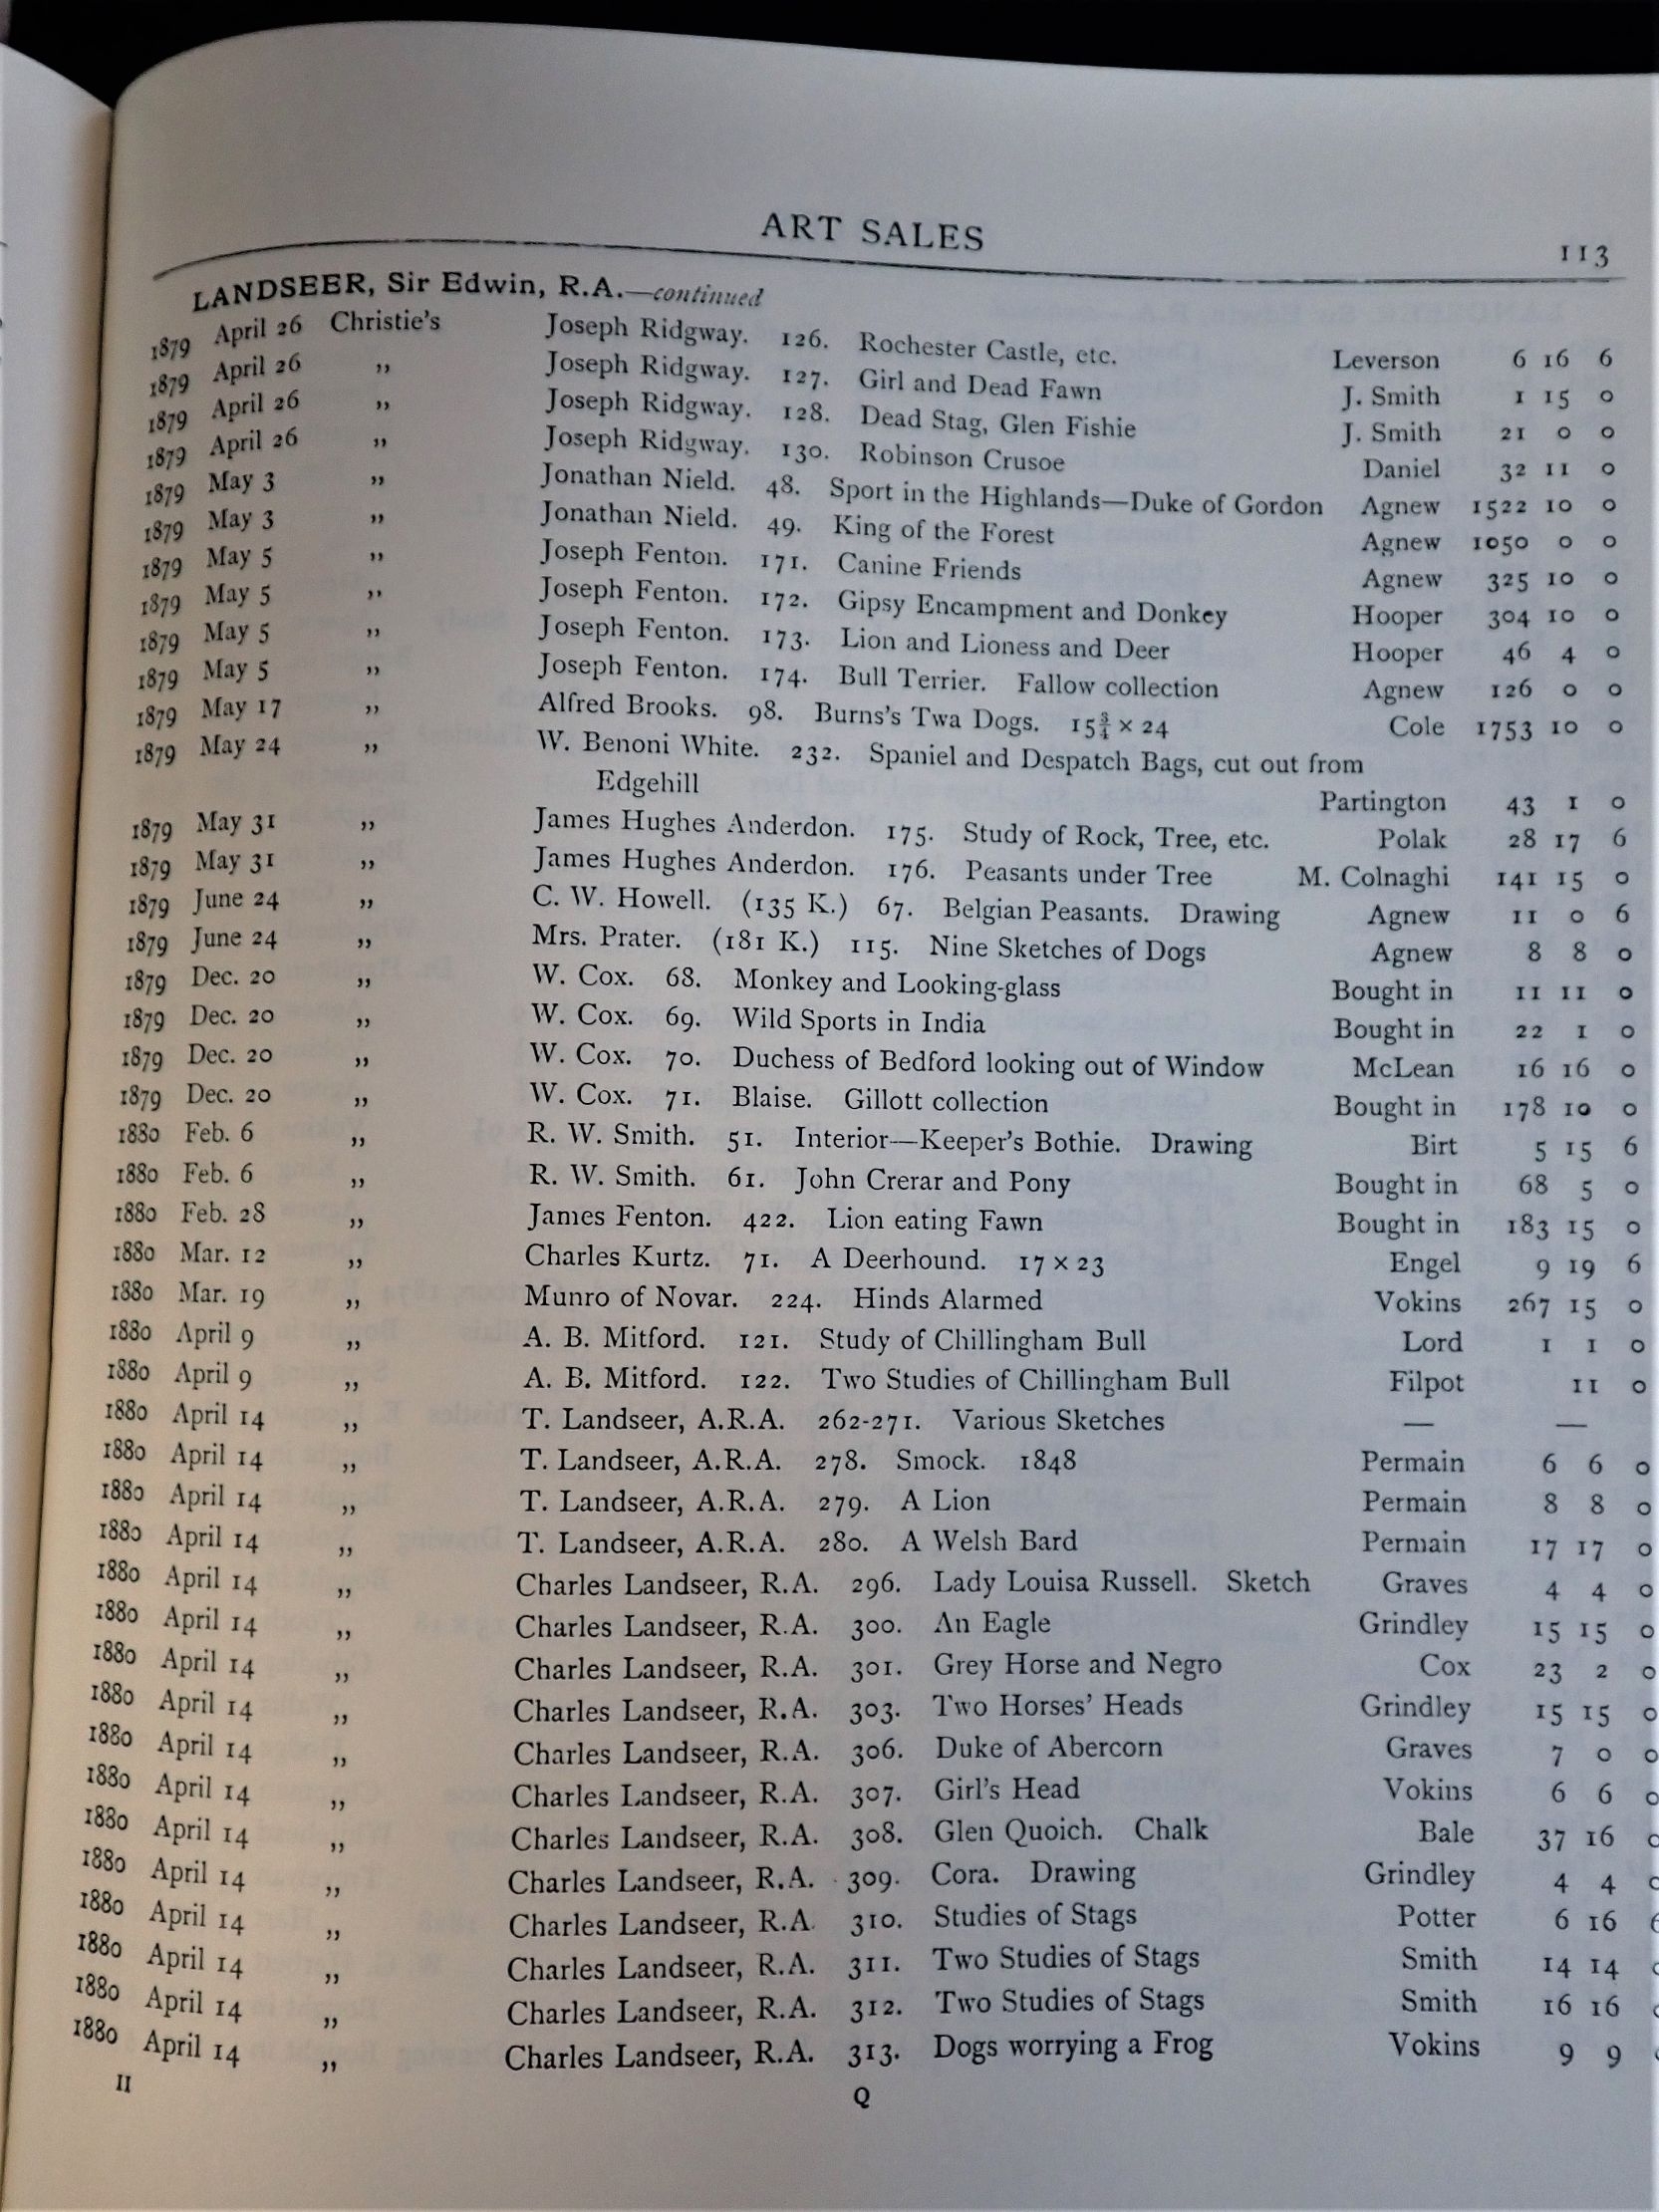 ART SALES 113
LANDSEER, Sir Edwin, R.A.—continued
1879 April 26 Christie's Joseph Ridgway. 126. Rochester Castle, etc. Leverson 6 16 6
1879 April 26 ,, Joseph Ridgway. 127. Girl and Dead Fawn J. Smith 1 15 0
1879 April 26 ,, Joseph Ridgway. 128. Dead Stag, Glen Fishie J. Smith 21 0 0
1879 April 26 ,, Joseph Ridgway. 130. Robinson Crusoe Daniel 32 11 0
1879 May 3 ,, Jonathan Nield. 48. Sport in the Highlands—Duke of Gordon Agnew 1522 10 0
1879 May 3 ,, Jonathan Nield. 49. King of the Forest Agnew 1050 0 0
1879 May 5 ,, Joseph Fenton. 171. Canine Friends Agnew 325 10 0
1879 May 5 ,, Joseph Fenton. 172. Gipsy Encampment and Donkey Hooper 304 10 0
1879 May 5 ,, Joseph Fenton. 173. Lion and Lioness and Deer Hooper 46 4 0
1879 May 5 ,, Joseph Fenton. 174. Bull Terrier. Fallow collection Agnew 126 0 0
1879 May 17 ,, Alfred Brooks. 98. Burns's Twa Dogs. 15¾ × 24 Cole 1753 10 0
1879 May 24 ,, W. Benoni White. 232. Spaniel and Despatch Bags, cut out from
Edgehill Partington 43 1 0
1879 May 31 ,, James Hughes Anderdon. 175. Study of Rock, Tree, etc. Polak 28 17 6
1879 May 31 ,, James Hughes Anderdon. 176. Peasants under Tree M. Colnaghi 141 15 0
1879 June 24 ,, C. W. Howell. (135 K.) 67. Belgian Peasants. Drawing Agnew 11 0 6
1879 June 24 ,, Mrs. Prater. (181 K.) 115. Nine Sketches of Dogs Agnew 8 8 0
1879 Dec. 20 ,, W. Cox. 68. Monkey and Looking-glass Bought in 11 11 0
1879 Dec. 20 ,, W. Cox. 69. Wild Sports in India Bought in 22 1 0
1879 Dec. 20 ,, W. Cox. 70. Duchess of Bedford looking out of Window McLean 16 16 0
1879 Dec. 20 ,, W. Cox. 71. Blaise. Gillott collection Bought in 178 10 0
1880 Feb. 6 ,, R. W. Smith. 51. Interior—Keeper's Bothie. Drawing Birt 5 15 6
1880 Feb. 6 ,, R. W. Smith. 61. John Crerar and Pony Bought in 68 5 0
1880 Feb. 28 ,, James Fenton. 422. Lion eating Fawn Bought in 183 15 0
1880 Mar. 12 ,, Charles Kurtz. 71. A Deerhound. 17 × 23 Engel 9 19 6
1880 Mar. 19 ,, Munro of Novar. 224. Hinds Alarmed Vokins 267 15 0
1880 April 9 ,, A. B. Mitford. 121. Study of Chillingham Bull Lord 1 1 0
1880 April 9 ,, A. B. Mitford. 122. Two Studies of Chillingham Bull Filpot 11 0
1880 April 14 ,, T. Landseer, A.R.A. 262-271. Various Sketches — —
1880 April 14 ,, T. Landseer, A.R.A. 278. Smock. 1848 Permain 6 6 0
1880 April 14 ,, T. Landseer, A.R.A. 279. A Lion Permain 8 8 0
1880 April 14 ,, T. Landseer, A.R.A. 280. A Welsh Bard Permain 17 17 0
1880 April 14 ,, Charles Landseer, R.A. 296. Lady Louisa Russell. Sketch Graves 4 4 0
1880 April 14 ,, Charles Landseer, R.A. 300. An Eagle Grindley 15 15 0
1880 April 14 ,, Charles Landseer, R.A. 301. Grey Horse and Negro Cox 23 2 0
1880 April 14 ,, Charles Landseer, R.A. 303. Two Horses' Heads Grindley 15 15 0
1880 April 14 ,, Charles Landseer, R.A. 306. Duke of Abercorn Graves 7 0 0
1880 April 14 ,, Charles Landseer, R.A. 307. Girl's Head Vokins 6 6 0
1880 April 14 ,, Charles Landseer, R.A. 308. Glen Quoich. Chalk Bale 37 16
1880 April 14 ,, Charles Landseer, R.A. 309. Cora. Drawing Grindley 4 4
1880 April 14 ,, Charles Landseer, R.A. 310. Studies of Stags Potter 6 16
1880 April 14 ,, Charles Landseer, R.A. 311. Two Studies of Stags Smith 14 14
1880 April 14 ,, Charles Landseer, R.A. 312. Two Studies of Stags Smith 16 16
1880 April 14 ,, Charles Landseer, R.A. 313. Dogs worrying a Frog Vokins 9 9
II Q